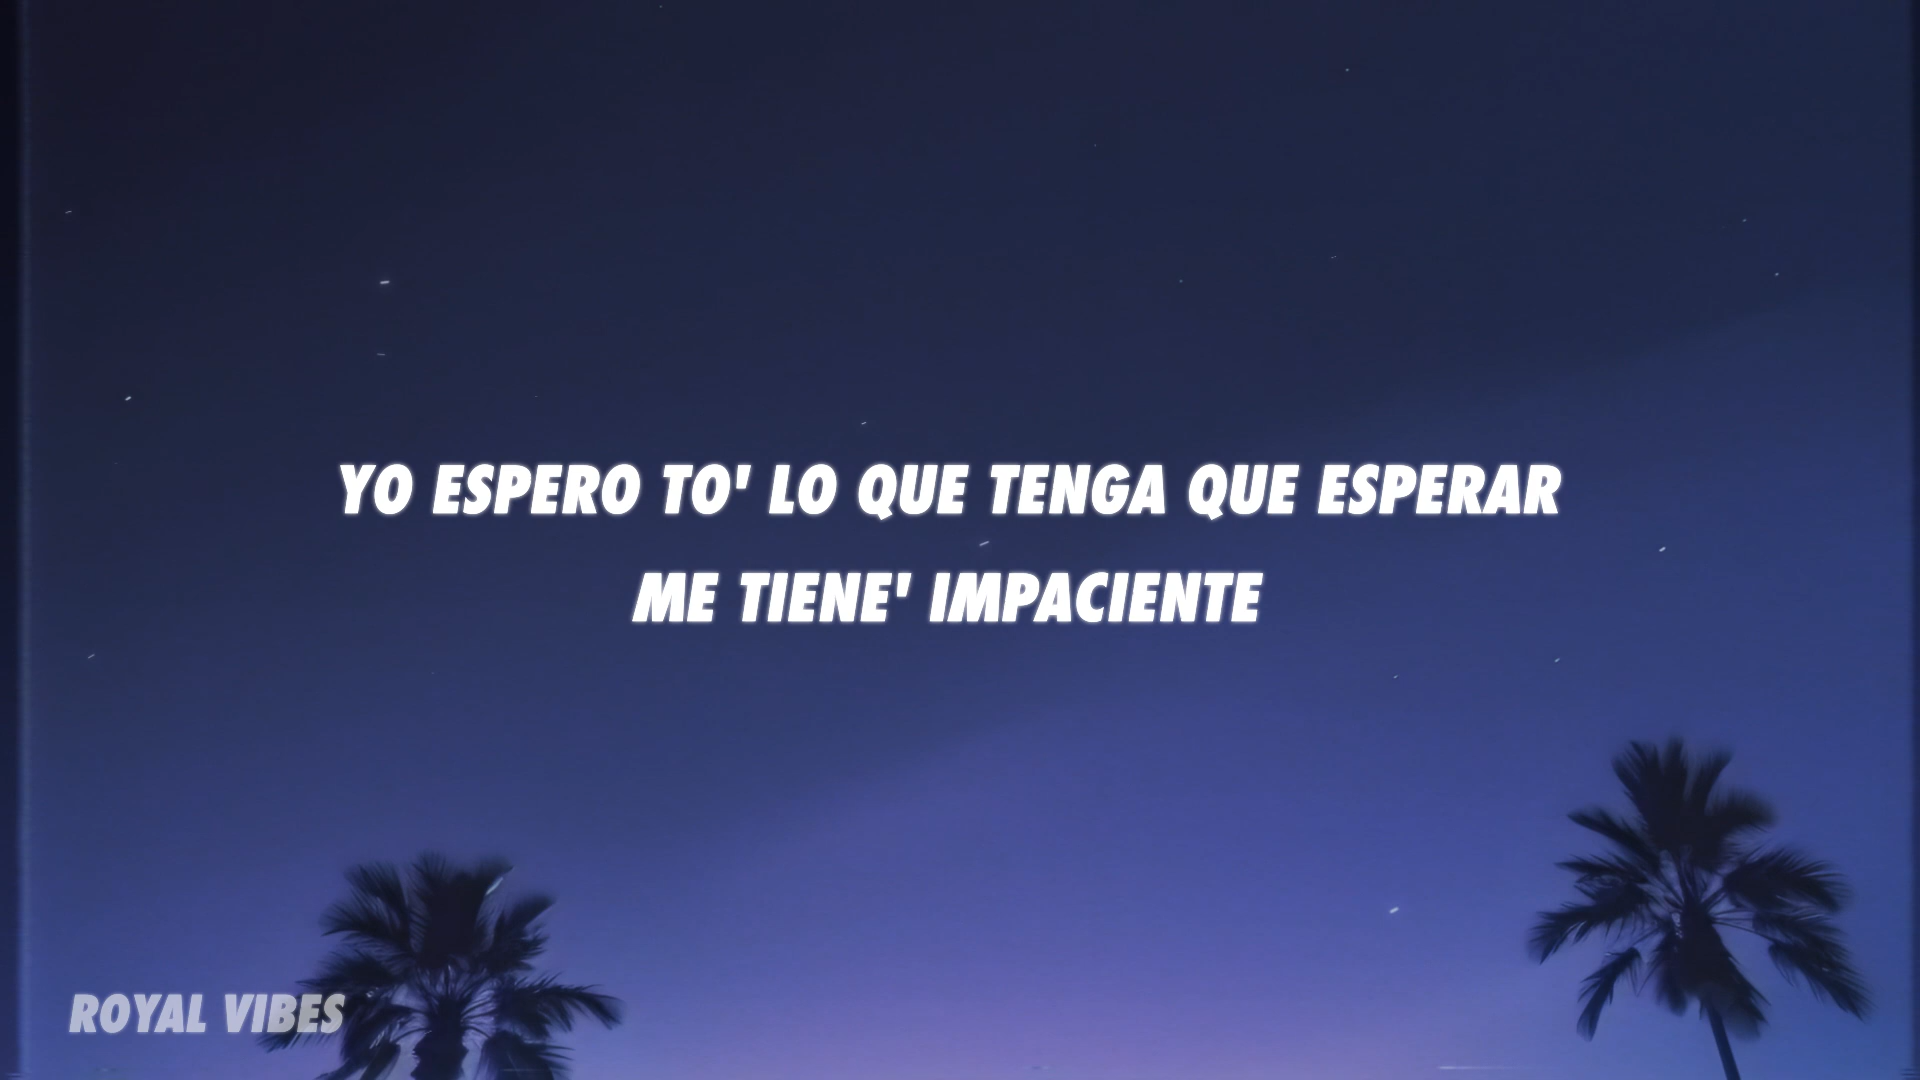 YO ESPERO TO' LO QUE TENGA QUE ESPERAR
ME TIENE' IMPACIENTE
ROYAL VIBES